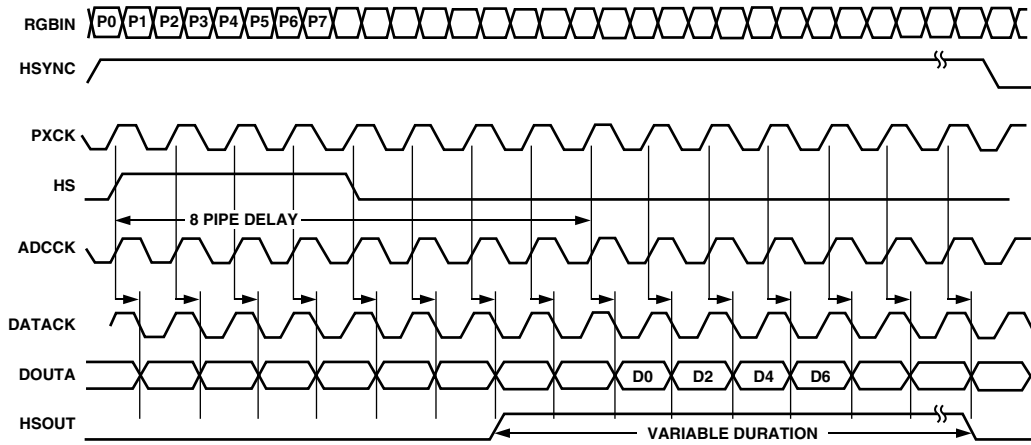 RGBIN P0 P1 P2 P3 P4 P5 P6 P7
HSYNC
PXCK
HS
8 PIPE DELAY
ADCCK
DATACK
DOUTA D0 D2 D4 D6
HSOUT VARIABLE DURATION